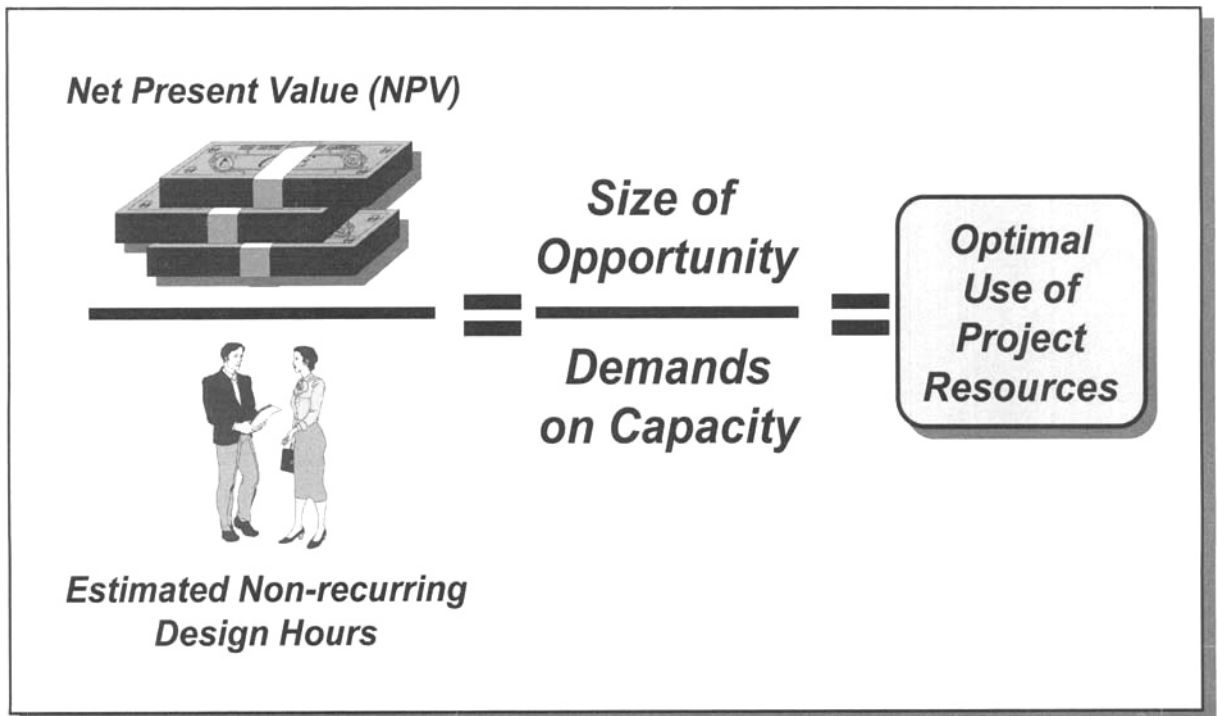 Net Present Value (NPV)
Size of
Opportunity
Demands
on Capacity
Optimal
Use of
Project
Resources
Estimated Non-recurring
Design Hours